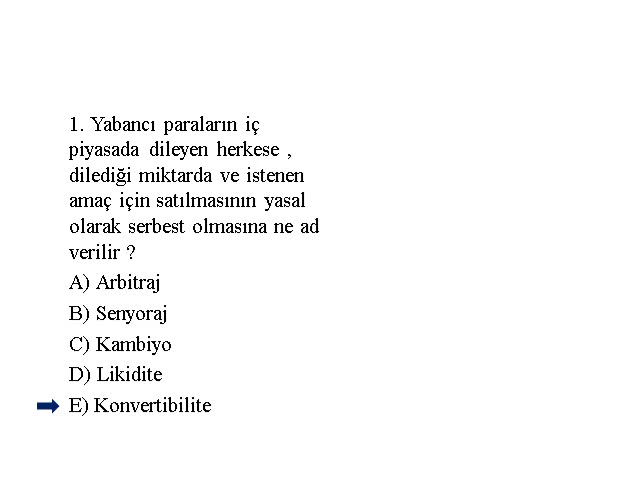 1. Yabancı paraların iç
piyasada dileyen herkese ,
dilediği miktarda ve istenen
amaç için satılmasının yasal
olarak serbest olmasına ne ad
verilir ?
A) Arbitraj
B) Senyoraj
C) Kambiyo
D) Likidite
E) Konvertibilite